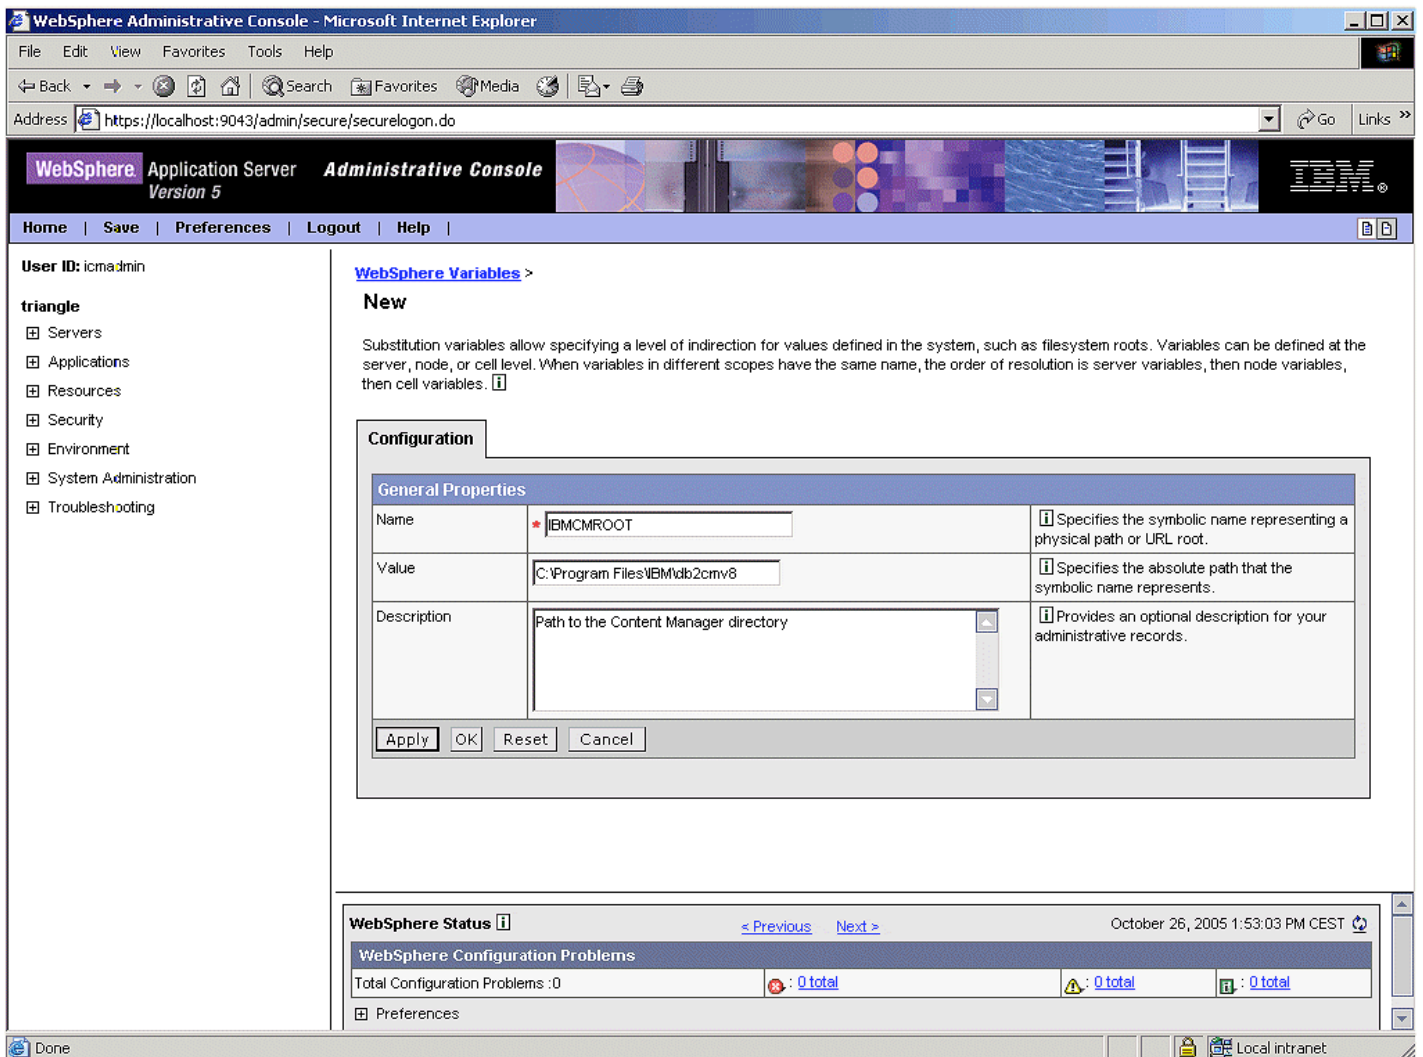 WebSphere Administrative Console - Microsoft Internet Explorer
File Edit View Favorites Tools Help
Back Search Favorites Media
Address https://localhost:9043/admin/secure/securelogon.do Go Links »
WebSphere. Application Server Administrative Console
Version 5
IBM®
Home | Save | Preferences | Logout | Help |
User ID: icmadmin
triangle
Servers
Applications
Resources
Security
Environment
System Administration
Troubleshooting
WebSphere Variables >
New
Substitution variables allow specifying a level of indirection for values defined in the system, such as filesystem roots. Variables can be defined at the
server, node, or cell level. When variables in different scopes have the same name, the order of resolution is server variables, then node variables,
then cell variables. i
Configuration
General Properties
Name * IBMCMROOT i Specifies the symbolic name representing a
physical path or URL root.
Value C:\Program Files\IBM\db2cmv8 i Specifies the absolute path that the
symbolic name represents.
Description Path to the Content Manager directory i Provides an optional description for your
administrative records.
Apply OK Reset Cancel
WebSphere Status i < Previous Next > October 26, 2005 1:53:03 PM CEST
WebSphere Configuration Problems
Total Configuration Problems :0 : 0 total : 0 total : 0 total
Preferences
Done Local intranet